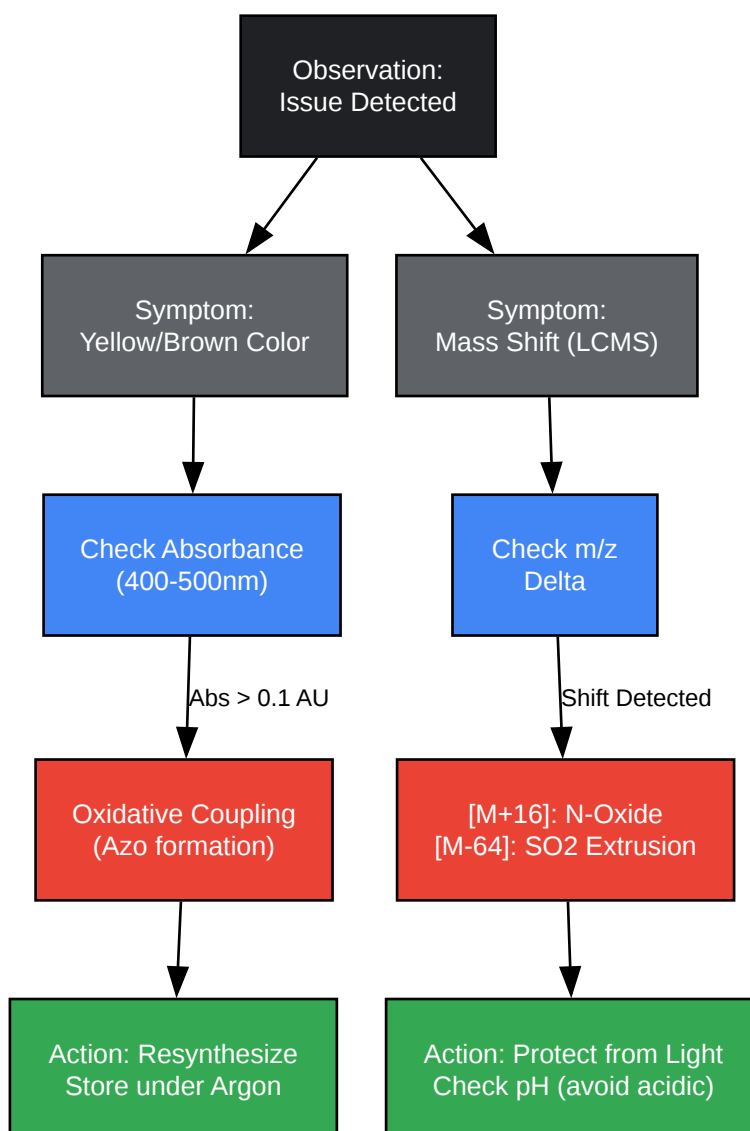 Observation:
Issue Detected
Symptom:
Yellow/Brown Color
Symptom:
Mass Shift (LCMS)
Check Absorbance
(400-500nm)
Check m/z
Delta
Abs > 0.1 AU
Shift Detected
Oxidative Coupling
(Azo formation)
[M+16]: N-Oxide
[M-64]: SO2 Extrusion
Action: Resynthesize
Store under Argon
Action: Protect from Light
Check pH (avoid acidic)